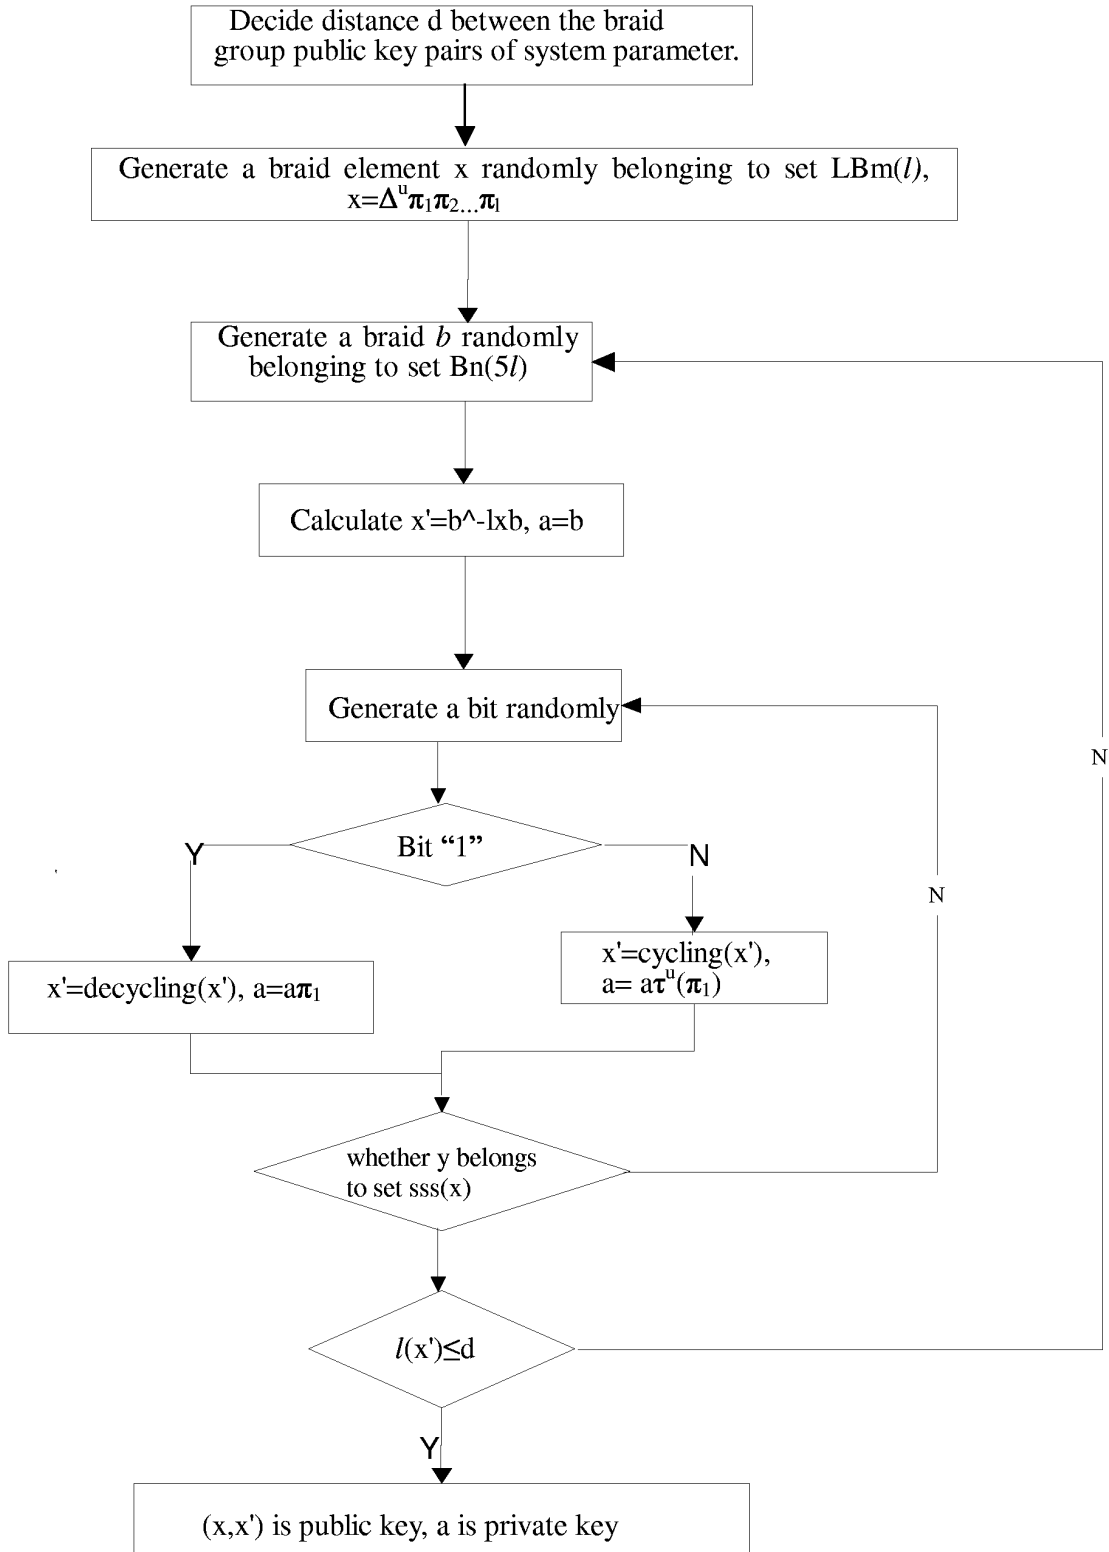 Decide distance d between the braid
group public key pairs of system parameter.
Generate a braid element x randomly belonging to set LBm(l),
x=Δᵘπ₁π₂...πₗ
Generate a braid b randomly
belonging to set Bn(5l)
Calculate x'=b^-lxb, a=b
Generate a bit randomly
N
Bit “1”
Y
N
N
x'=decycling(x'), a=aπ₁
x'=cycling(x'),
a= aτᵘ(π₁)
whether y belongs
to set sss(x)
l(x')≤d
Y
(x,x') is public key, a is private key